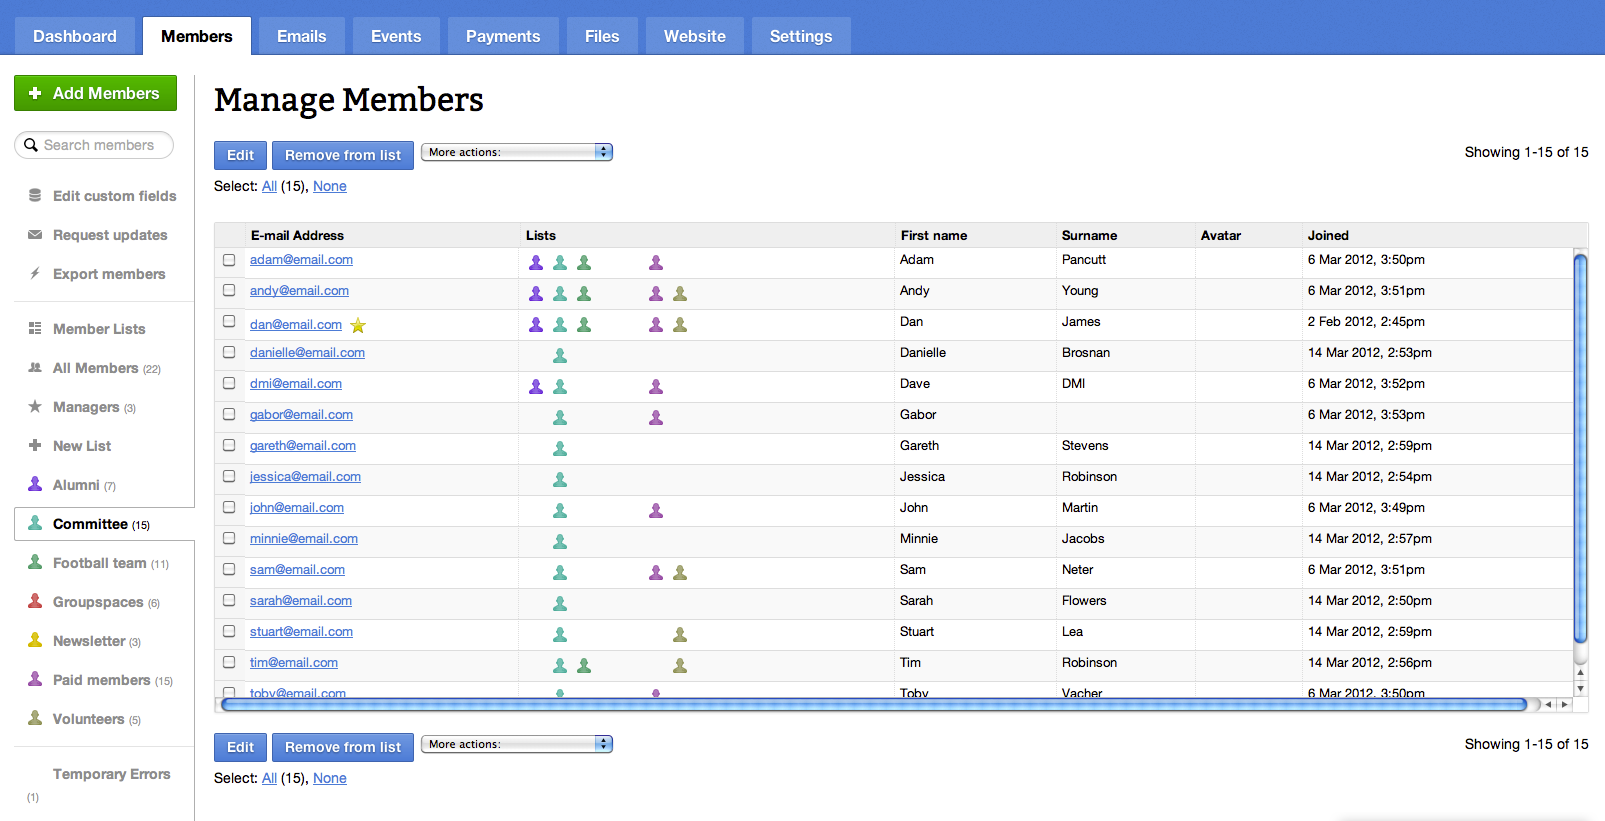 Dashboard Members Emails Events Payments Files Website Settings
Add Members
Search members
Edit custom fields
Request updates
Export members
Member Lists
All Members (22)
Managers (3)
New List
Alumni (7)
Committee (15)
Football team (11)
Groupspaces (6)
Newsletter (3)
Paid members (15)
Volunteers (5)
Temporary Errors
(1)
Manage Members
Edit Remove from list More actions: Showing 1-15 of 15
Select: All (15), None
E-mail Address Lists First name Surname Avatar Joined
adam@email.com Adam Pancutt 6 Mar 2012, 3:50pm
andy@email.com Andy Young 6 Mar 2012, 3:51pm
dan@email.com Dan James 2 Feb 2012, 2:45pm
danielle@email.com Danielle Brosnan 14 Mar 2012, 2:53pm
dmi@email.com Dave DMI 6 Mar 2012, 3:52pm
gabor@email.com Gabor 6 Mar 2012, 3:53pm
gareth@email.com Gareth Stevens 14 Mar 2012, 2:59pm
jessica@email.com Jessica Robinson 14 Mar 2012, 2:54pm
john@email.com John Martin 6 Mar 2012, 3:49pm
minnie@email.com Minnie Jacobs 14 Mar 2012, 2:57pm
sam@email.com Sam Neter 6 Mar 2012, 3:51pm
sarah@email.com Sarah Flowers 14 Mar 2012, 2:50pm
stuart@email.com Stuart Lea 14 Mar 2012, 2:59pm
tim@email.com Tim Robinson 14 Mar 2012, 2:56pm
toby@email.com Toby Vacher 6 Mar 2012, 3:50pm
Edit Remove from list More actions: Showing 1-15 of 15
Select: All (15), None